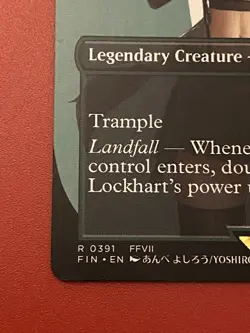 Legendary Creature
Trample
Landfall — Whene
control enters, dou
Lockhart's power u
R 0391 FFVII
FIN • EN あんべ よしろう/YOSHIRO